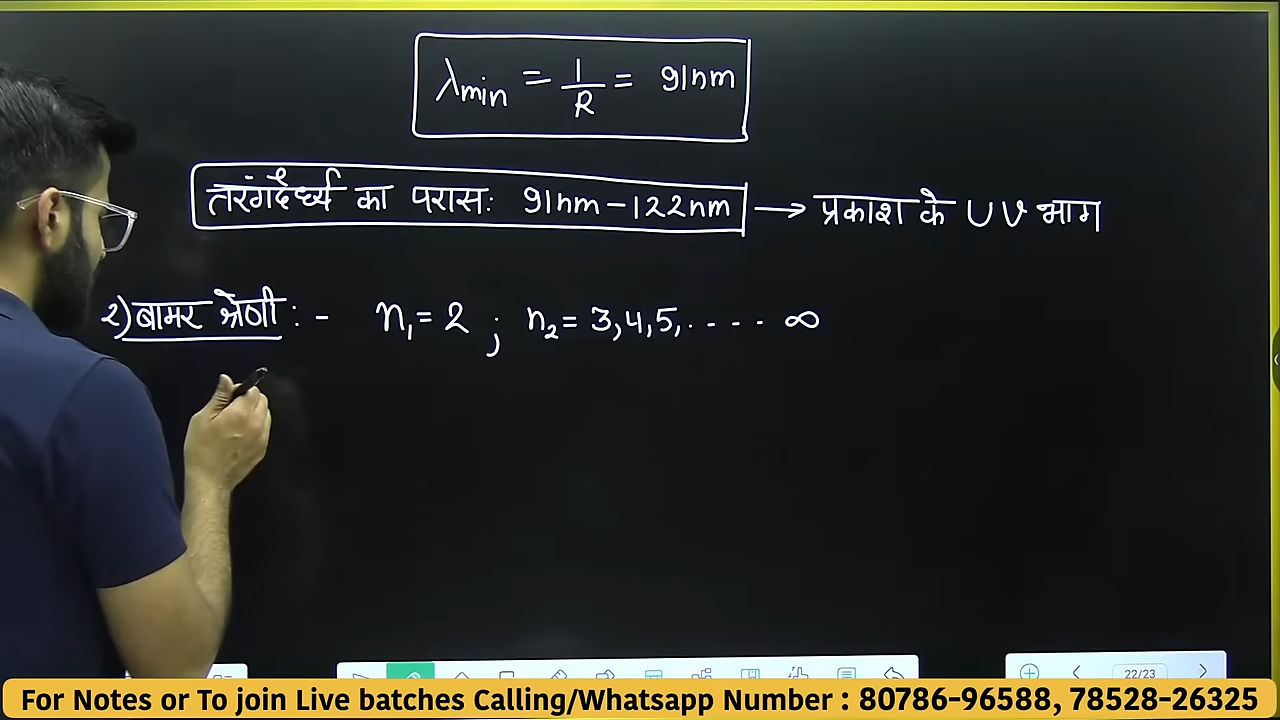 λmin = 1/R = 91nm
तरंगदैर्ध्य का परास: 91nm-122nm → प्रकाश के UV भाग
2) बामर श्रेणी :- n₁ = 2 ; n₂ = 3,4,5,.---- ∞
22/23
For Notes or To join Live batches Calling/Whatsapp Number : 80786-96588, 78528-26325